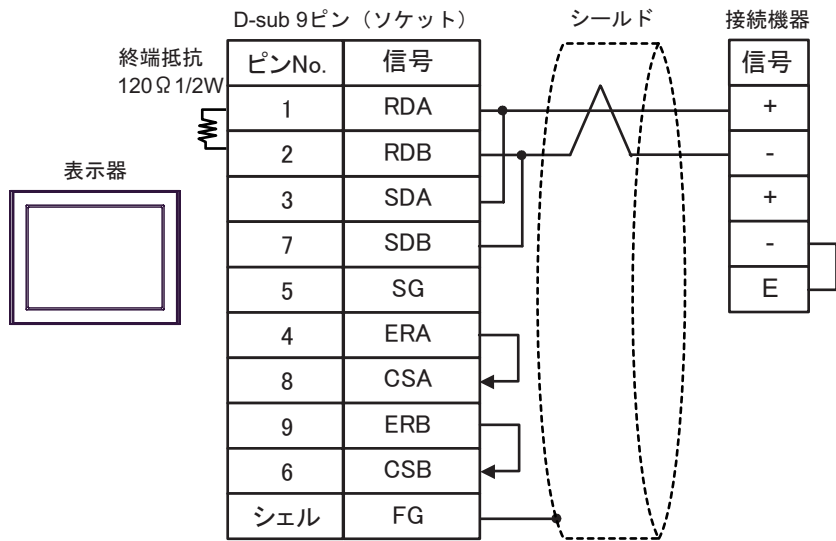 D-sub 9ピン（ソケット）
シールド
接続機器
終端抵抗
120Ω 1/2W
表示器
ピンNo. 信号
1 RDA
2 RDB
3 SDA
7 SDB
5 SG
4 ERA
8 CSA
9 ERB
6 CSB
シェル FG
信号
+
-
+
-
E